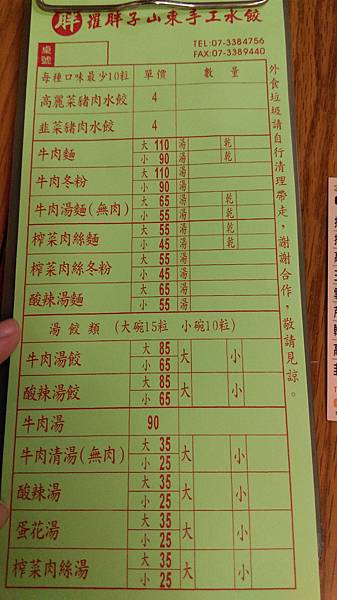 胖 瓘胖子山東手工水餃
桌號
TEL:07-3384756
FAX:07-3389440
每種口味最少10粒 單價 數量
高麗菜豬肉水餃 4
韭菜豬肉水餃 4
牛肉麵 大 110 湯 乾
小 90 湯 乾
牛肉冬粉 大 110 湯
小 90 湯
牛肉湯麵(無肉) 大 65 湯 乾
小 55 湯 乾
榨菜肉絲麵 大 55 湯 乾
小 45 湯 乾
榨菜肉絲冬粉 大 55 湯
小 45 湯
酸辣湯麵 大 65 湯
小 55 湯
湯餃類 (大碗15粒 小碗10粒)
牛肉湯餃 大 85 大 小
小 65
酸辣湯餃 大 85 大 小
小 65
牛肉湯 90
牛肉清湯(無肉) 大 35 大 小
小 25
酸辣湯 大 35 大 小
小 25
蛋花湯 大 35 大 小
小 25
榨菜肉絲湯 大 35 大 小
小 25
外食垃圾請自行清理帶走，謝謝合作，敬請見諒。